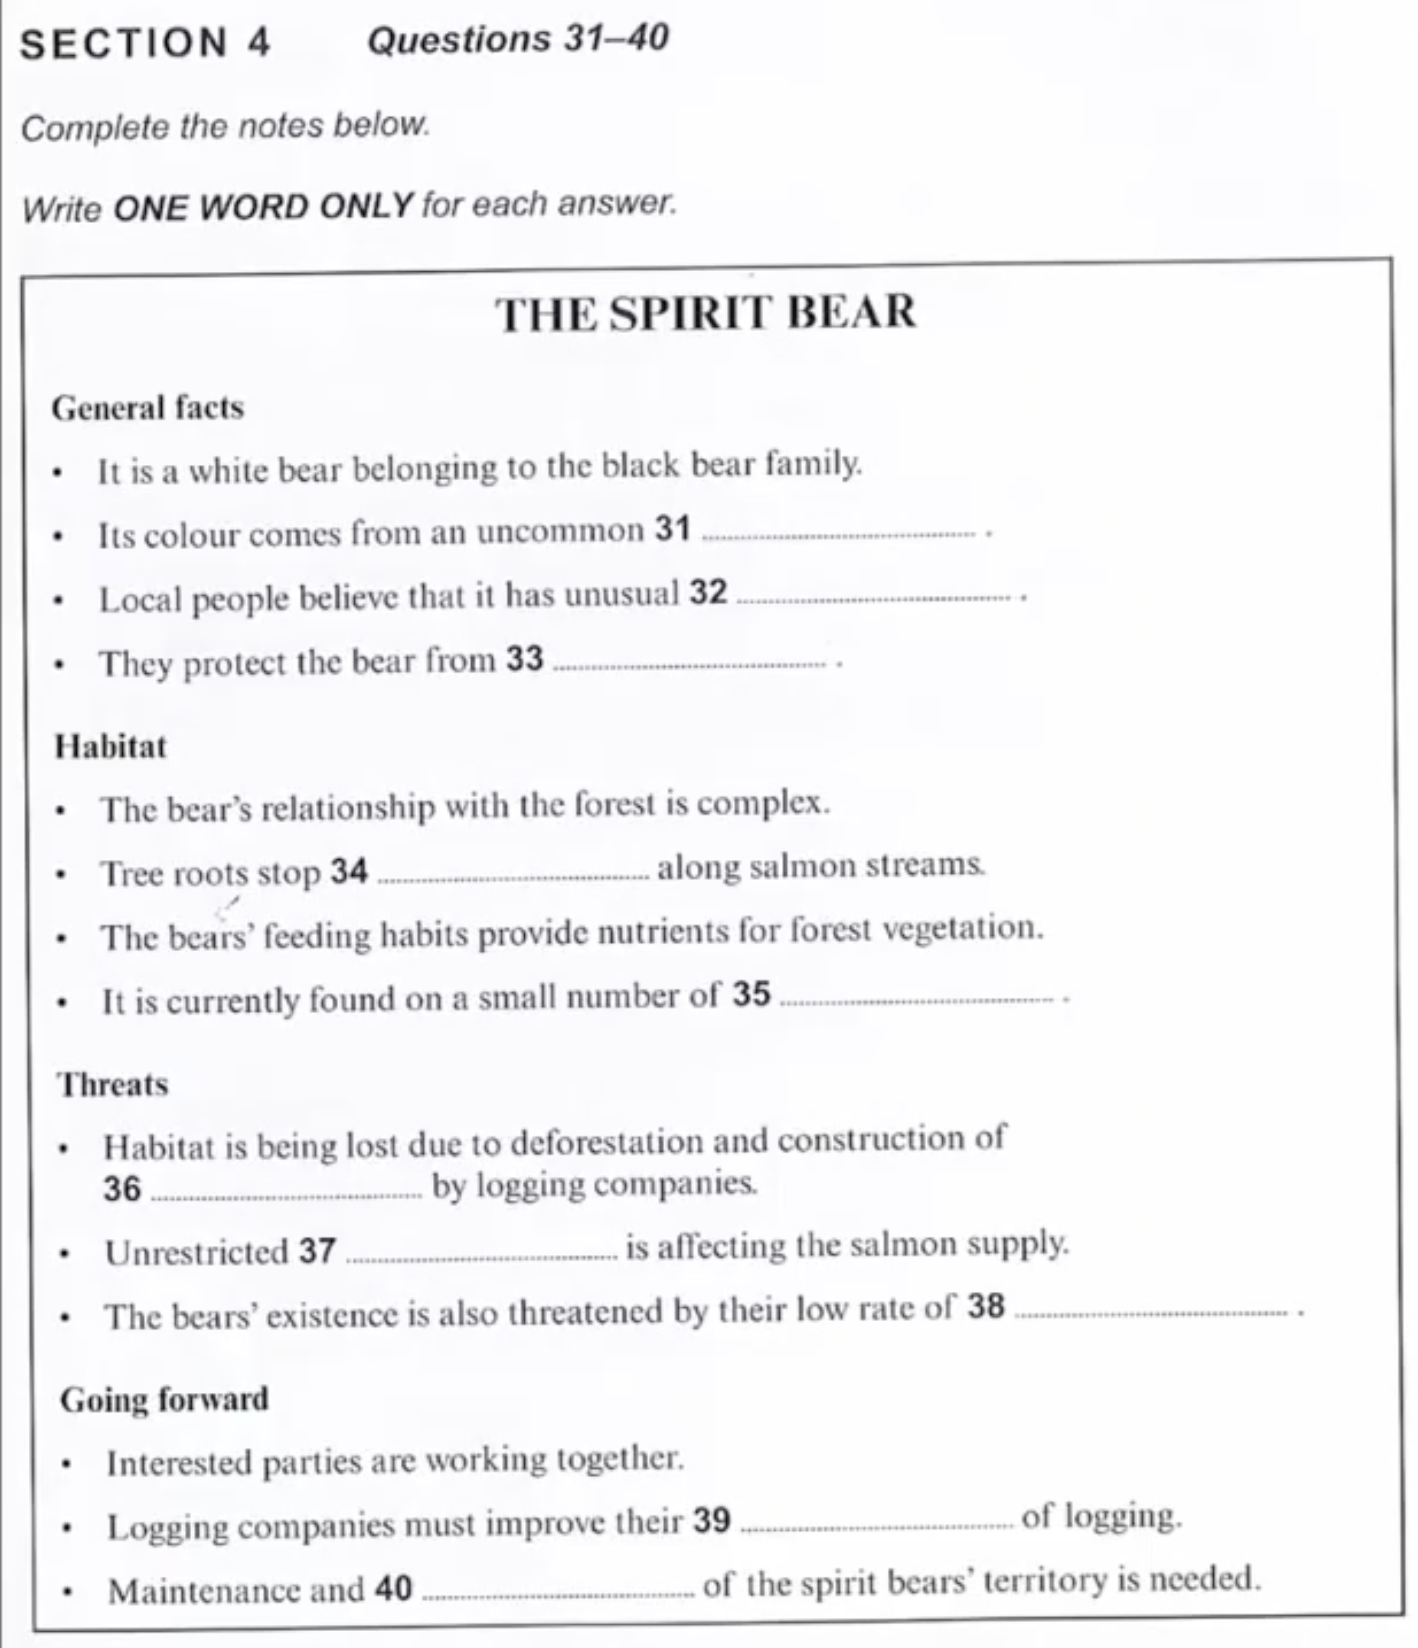 SECTION 4 Questions 31–40
Complete the notes below.
Write ONE WORD ONLY for each answer.
THE SPIRIT BEAR
General facts
• It is a white bear belonging to the black bear family.
• Its colour comes from an uncommon 31 .................... .
• Local people believe that it has unusual 32 .................... .
• They protect the bear from 33 .................... .
Habitat
• The bear's relationship with the forest is complex.
• Tree roots stop 34 .................... along salmon streams.
• The bears' feeding habits provide nutrients for forest vegetation.
• It is currently found on a small number of 35 .................... .
Threats
• Habitat is being lost due to deforestation and construction of
36 .................... by logging companies.
• Unrestricted 37 .................... is affecting the salmon supply.
• The bears' existence is also threatened by their low rate of 38 .................... .
Going forward
• Interested parties are working together.
• Logging companies must improve their 39 .................... of logging.
• Maintenance and 40 .................... of the spirit bears' territory is needed.